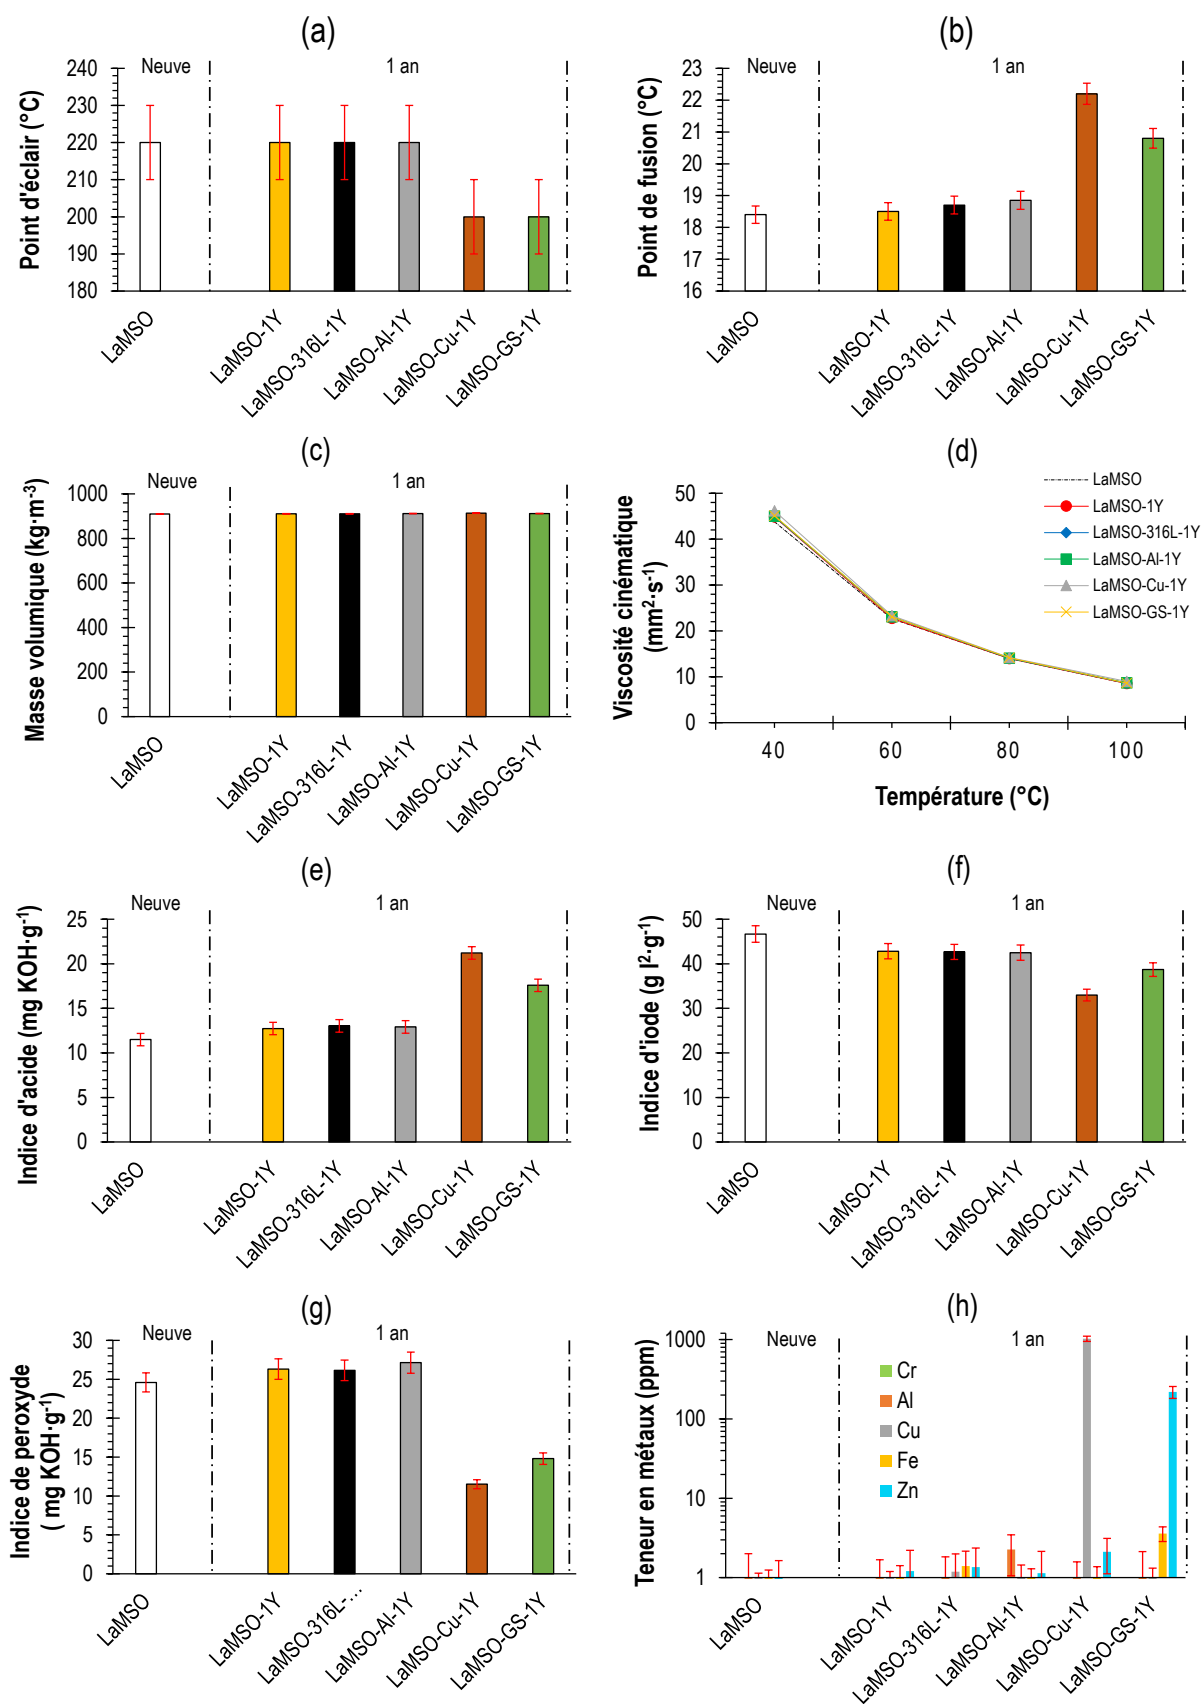 (a)
Point d'éclair (°C)
240
230
220
210
200
190
180
Neuve
1 an
LaMSO
LaMSO-1Y
LaMSO-316L-1Y
LaMSO-Al-1Y
LaMSO-Cu-1Y
LaMSO-GS-1Y
(b)
Point de fusion (°C)
23
22
21
20
19
18
17
16
Neuve
1 an
LaMSO
LaMSO-1Y
LaMSO-316L-1Y
LaMSO-Al-1Y
LaMSO-Cu-1Y
LaMSO-GS-1Y
(c)
Masse volumique (kg·m-³)
1000
800
600
400
200
0
Neuve
1 an
LaMSO
LaMSO-1Y
LaMSO-316L-1Y
LaMSO-Al-1Y
LaMSO-Cu-1Y
LaMSO-GS-1Y
(d)
Viscosité cinématique
(mm²·s-¹)
50
40
30
20
10
0
LaMSO
LaMSO-1Y
LaMSO-316L-1Y
LaMSO-Al-1Y
LaMSO-Cu-1Y
LaMSO-GS-1Y
40 60 80 100
Température (°C)
(e)
Indice d'acide (mg KOH·g-¹)
25
20
15
10
5
0
Neuve
1 an
LaMSO
LaMSO-1Y
LaMSO-316L-1Y
LaMSO-Al-1Y
LaMSO-Cu-1Y
LaMSO-GS-1Y
(f)
Indice d'iode (g I²·g-¹)
50
40
30
20
10
0
Neuve
1 an
LaMSO
LaMSO-1Y
LaMSO-316L-1Y
LaMSO-Al-1Y
LaMSO-Cu-1Y
LaMSO-GS-1Y
(g)
Indice de peroxyde
( mg KOH·g-¹)
30
25
20
15
10
5
0
Neuve
1 an
LaMSO
LaMSO-1Y
LaMSO-316L-...
LaMSO-Al-1Y
LaMSO-Cu-1Y
LaMSO-GS-1Y
(h)
Teneur en métaux (ppm)
1000
100
10
1
Neuve
1 an
Cr
Al
Cu
Fe
Zn
LaMSO
LaMSO-1Y
LaMSO-316L-1Y
LaMSO-Al-1Y
LaMSO-Cu-1Y
LaMSO-GS-1Y